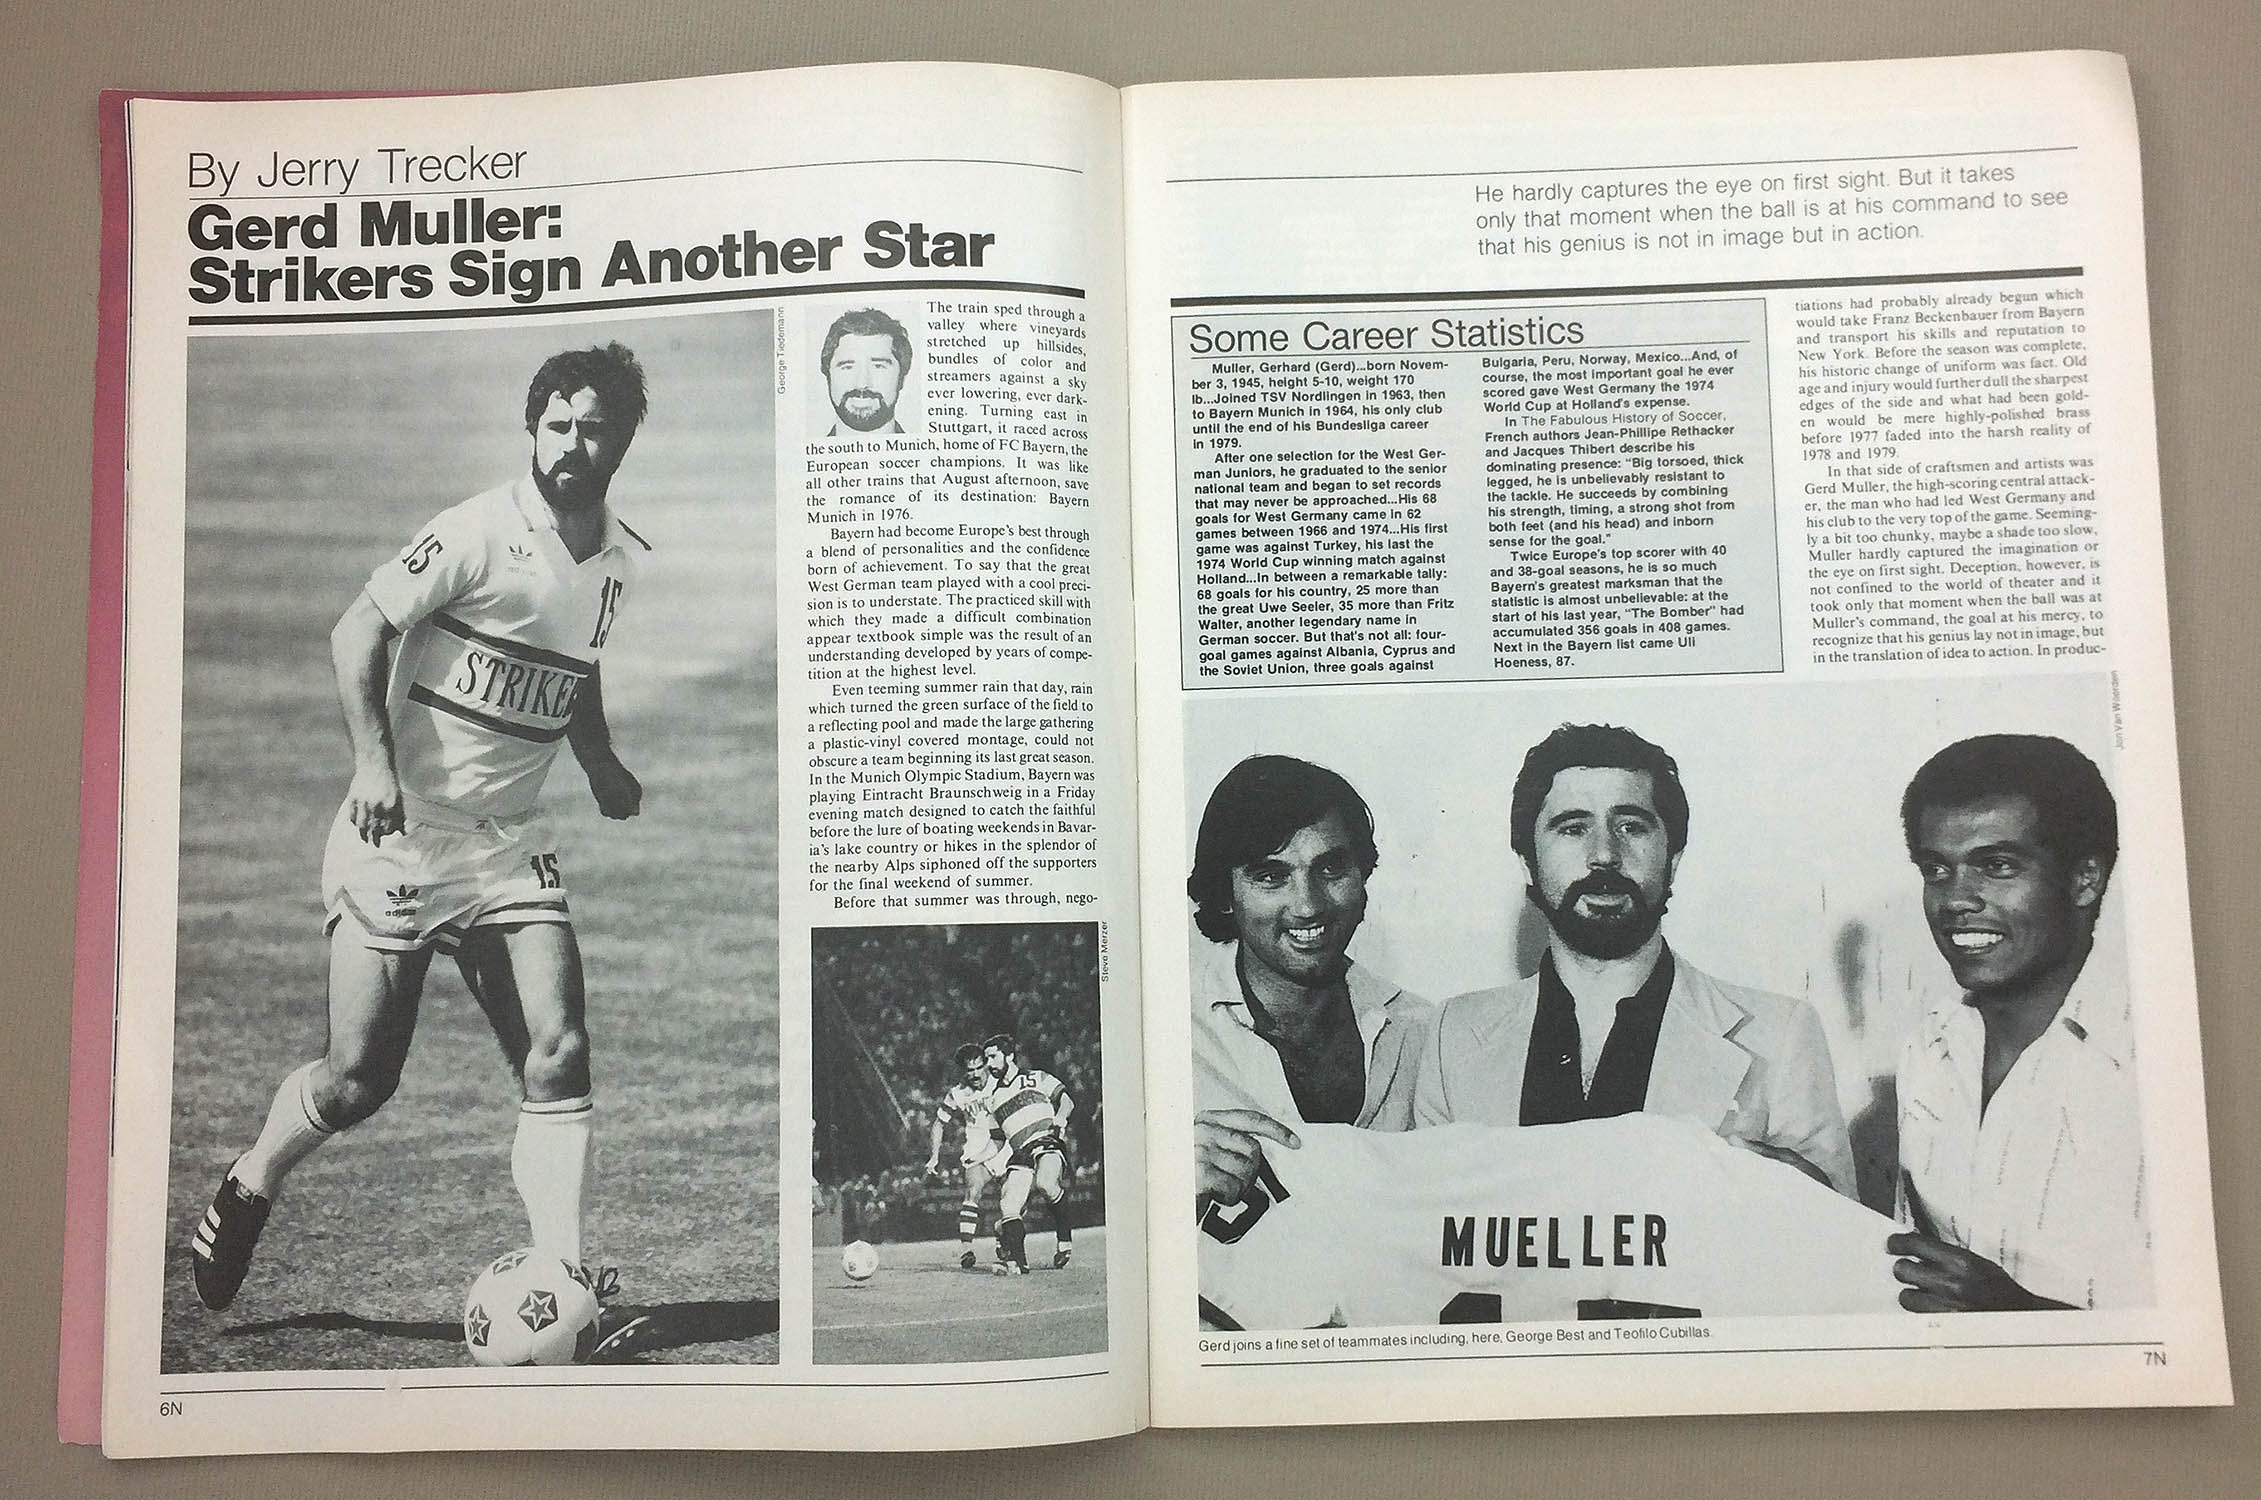 By Jerry Trecker
Gerd Muller:
Strikers Sign Another Star
George Tiedemann
15
15
STRIKE
15
adidas
The train sped through a
valley where vineyards
stretched up hillsides,
bundles of color and
streamers against a sky
ever lowering, ever dark-
ening. Turning east in
Stuttgart, it raced across
the south to Munich, home of FC Bayern, the
European soccer champions. It was like
all other trains that August afternoon, save
the romance of its destination: Bayern
Munich in 1976.
Bayern had become Europe's best through
a blend of personalities and the confidence
born of achievement. To say that the great
West German team played with a cool preci-
sion is to understate. The practiced skill with
which they made a difficult combination
appear textbook simple was the result of an
understanding developed by years of compe-
tition at the highest level.
Even teeming summer rain that day, rain
which turned the green surface of the field to
a reflecting pool and made the large gathering
a plastic-vinyl covered montage, could not
obscure a team beginning its last great season.
In the Munich Olympic Stadium, Bayern was
playing Eintracht Braunschweig in a Friday
evening match designed to catch the faithful
before the lure of boating weekends in Bavar-
ia's lake country or hikes in the splendor of
the nearby Alps siphoned off the supporters
for the final weekend of summer.
Before that summer was through, nego-
Steve Merzer
15
6N
He hardly captures the eye on first sight. But it takes
only that moment when the ball is at his command to see
that his genius is not in image but in action.
Some Career Statistics
Muller, Gerhard (Gerd)...born Novem-
ber 3, 1945, height 5-10, weight 170
lb...Joined TSV Nordlingen in 1963, then
to Bayern Munich in 1964, his only club
until the end of his Bundesliga career
in 1979.
After one selection for the West Ger-
man Juniors, he graduated to the senior
national team and began to set records
that may never be approached...His 68
goals for West Germany came in 62
games between 1966 and 1974...His first
game was against Turkey, his last the
1974 World Cup winning match against
Holland...In between a remarkable tally:
68 goals for his country, 25 more than
the great Uwe Seeler, 35 more than Fritz
Walter, another legendary name in
German soccer. But that's not all: four-
goal games against Albania, Cyprus and
the Soviet Union, three goals against
Bulgaria, Peru, Norway, Mexico...And, of
course, the most important goal he ever
scored gave West Germany the 1974
World Cup at Holland's expense.
In The Fabulous History of Soccer,
French authors Jean-Phillipe Rethacker
and Jacques Thibert describe his
dominating presence: "Big torsoed, thick
legged, he is unbelievably resistant to
the tackle. He succeeds by combining
his strength, timing, a strong shot from
both feet (and his head) and inborn
sense for the goal."
Twice Europe's top scorer with 40
and 38-goal seasons, he is so much
Bayern's greatest marksman that the
statistic is almost unbelievable: at the
start of his last year, "The Bomber" had
accumulated 356 goals in 408 games.
Next in the Bayern list came Uli
Hoeness, 87.
tiations had probably already begun which
would take Franz Beckenbauer from Bayern
and transport his skills and reputation to
New York. Before the season was complete,
his historic change of uniform was fact. Old
age and injury would further dull the sharpest
edges of the side and what had been gold-
en would be mere highly-polished brass
before 1977 faded into the harsh reality of
1978 and 1979.
In that side of craftsmen and artists was
Gerd Muller, the high-scoring central attack-
er, the man who had led West Germany and
his club to the very top of the game. Seeming-
ly a bit too chunky, maybe a shade too slow,
Muller hardly captured the imagination or
the eye on first sight. Deception, however, is
not confined to the world of theater and it
took only that moment when the ball was at
Muller's command, the goal at his mercy, to
recognize that his genius lay not in image, but
in the translation of idea to action. In produc-
Jon Van Woerden
MUELLER
Gerd joins a fine set of teammates including, here, George Best and Teofilo Cubillas.
7N